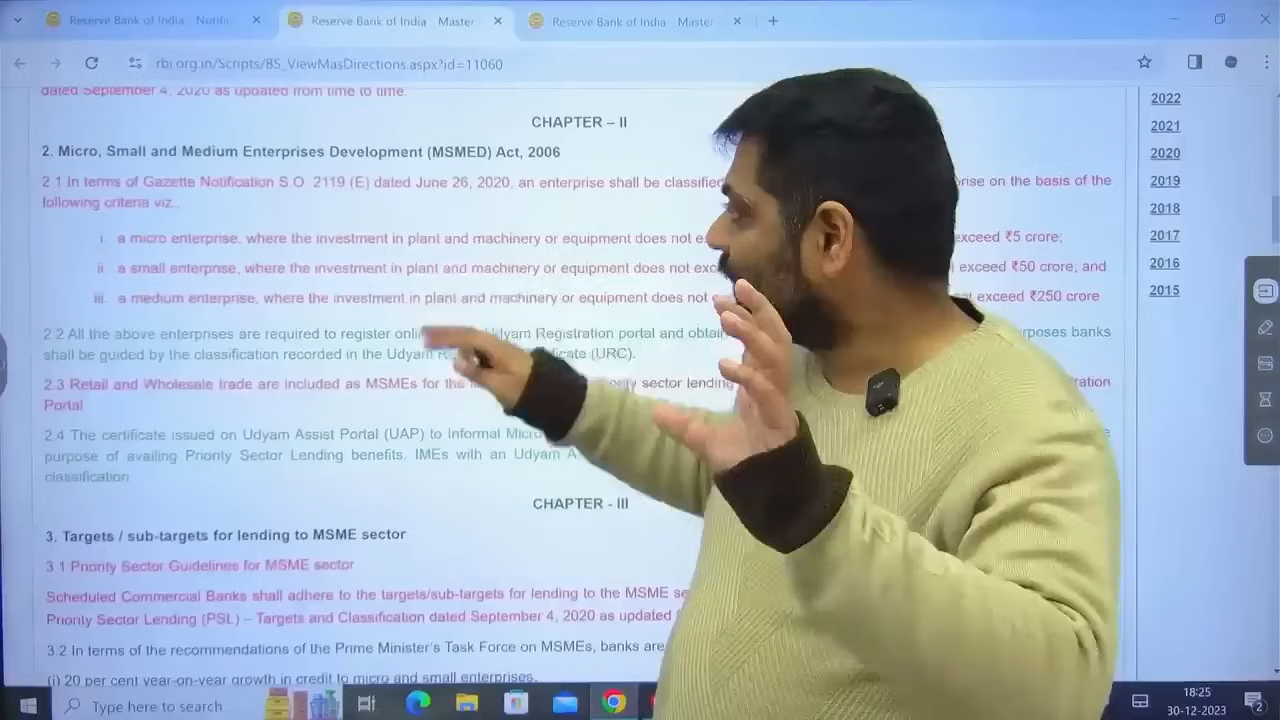 Reserve Bank of India - Notific
Reserve Bank of India - Master
Reserve Bank of India - Master
rbi.org.in/Scripts/BS_ViewMasDirections.aspx?id=11060
dated September 4, 2020 as updated from time to time.
CHAPTER – II
2. Micro, Small and Medium Enterprises Development (MSMED) Act, 2006
2.1 In terms of Gazette Notification S.O. 2119 (E) dated June 26, 2020, an enterprise shall be classified rise on the basis of the
following criteria viz.,
i. a micro enterprise, where the investment in plant and machinery or equipment does not exceed ₹5 crore;
ii. a small enterprise, where the investment in plant and machinery or equipment does not exc exceed ₹50 crore; and
iii. a medium enterprise, where the investment in plant and machinery or equipment does not exceed ₹250 crore
2.2 All the above enterprises are required to register onli dyam Registration portal and obtai rposes banks
shall be guided by the classification recorded in the Udyam R icate (URC).
2.3 Retail and Wholesale trade are included as MSMEs for the sector lending ration
Portal
2.4 The certificate issued on Udyam Assist Portal (UAP) to Informal Micro e
purpose of availing Priority Sector Lending benefits. IMEs with an Udyam A
classification
CHAPTER - III
3. Targets / sub-targets for lending to MSME sector
3.1 Priority Sector Guidelines for MSME sector
Scheduled Commercial Banks shall adhere to the targets/sub-targets for lending to the MSME se
Priority Sector Lending (PSL) – Targets and Classification dated September 4, 2020 as updated
3.2 In terms of the recommendations of the Prime Minister's Task Force on MSMEs, banks are
(i) 20 per cent year-on-year growth in credit to micro and small enterprises,
2022
2021
2020
2019
2018
2017
2016
2015
Type here to search
18:25
30-12-2023
2